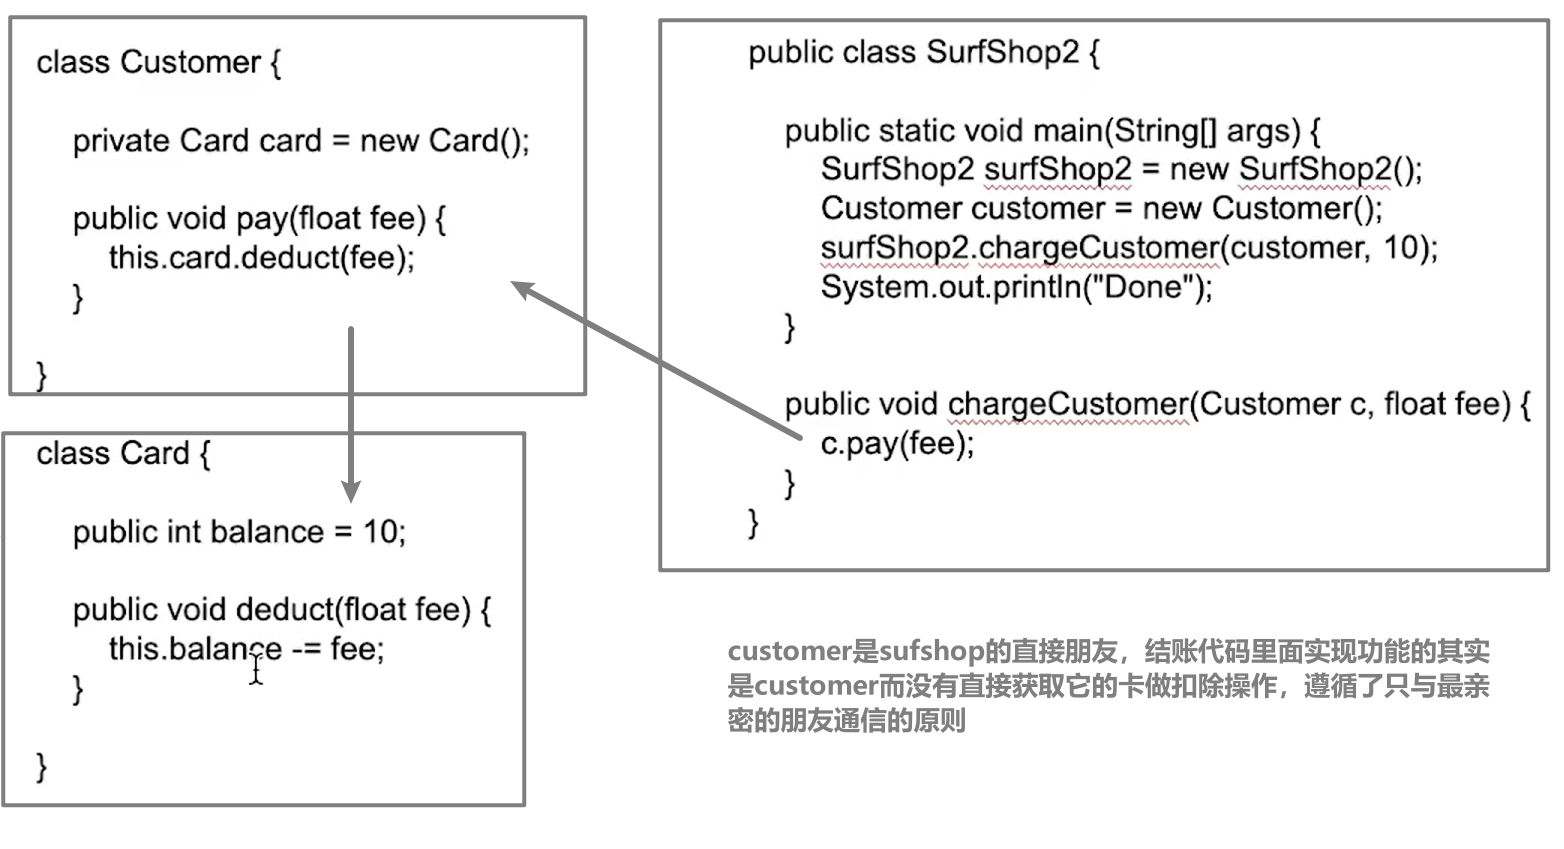 class Customer {
private Card card = new Card();
public void pay(float fee) {
this.card.deduct(fee);
}
}
class Card {
public int balance = 10;
public void deduct(float fee) {
this.balance -= fee;
}
}
public class SurfShop2 {
public static void main(String[] args) {
SurfShop2 surfShop2 = new SurfShop2();
Customer customer = new Customer();
surfShop2.chargeCustomer(customer, 10);
System.out.println("Done");
}
public void chargeCustomer(Customer c, float fee) {
c.pay(fee);
}
}
customer是sufshop的直接朋友，结账代码里面实现功能的其实
是customer而没有直接获取它的卡做扣除操作，遵循了只与最亲
密的朋友通信的原则